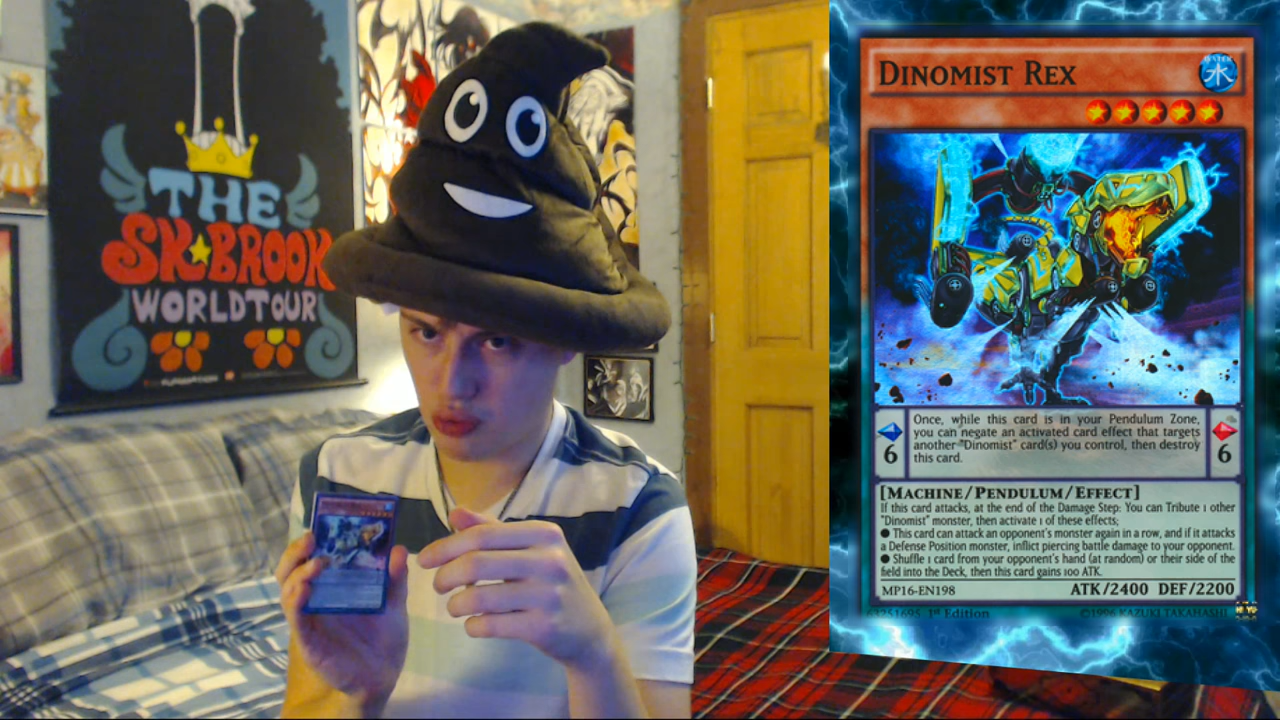 THE
SK★BROOK
WORLD TOUR
DINOMIST REX
WATER
水
Once, while this card is in your Pendulum Zone,
you can negate an activated card effect that targets
another "Dinomist" card(s) you control, then destroy
this card.
6
6
[MACHINE/PENDULUM/EFFECT]
If this card attacks, at the end of the Damage Step: You can Tribute 1 other
"Dinomist" monster, then activate 1 of these effects;
● This card can attack an opponent's monster again in a row, and if it attacks
a Defense Position monster, inflict piercing battle damage to your opponent.
● Shuffle 1 card from your opponent's hand (at random) or their side of the
field into the Deck, then this card gains 100 ATK.
MP16-EN198
ATK/2400 DEF/2200
63251695 1st Edition
©1996 KAZUKI TAKAHASHI